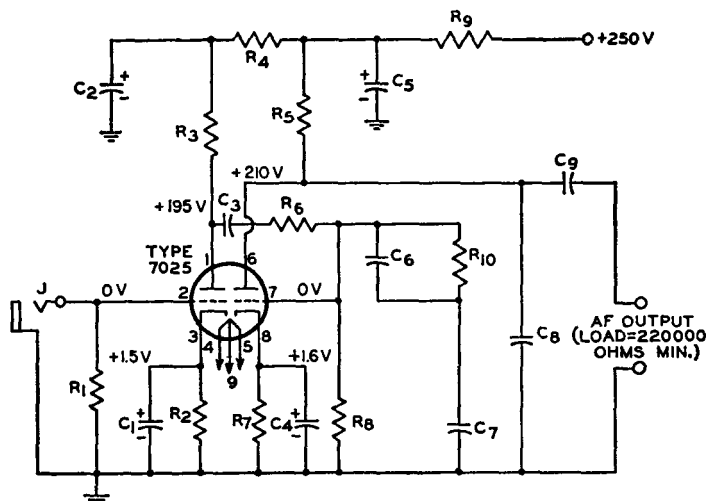 R9
+250 V
R4
C2
+
-
+
-
C5
R3
R5
+210 V
C9
+195 V
C3
R6
TYPE
7025
1
6
C6
R10
J
0 V
2
7
0 V
AF OUTPUT
(LOAD=220000
OHMS MIN.)
C8
3
4
5
8
+1.5 V
9
+1.6 V
R1
C1
+
-
R2
R7
C4
+
-
R8
C7